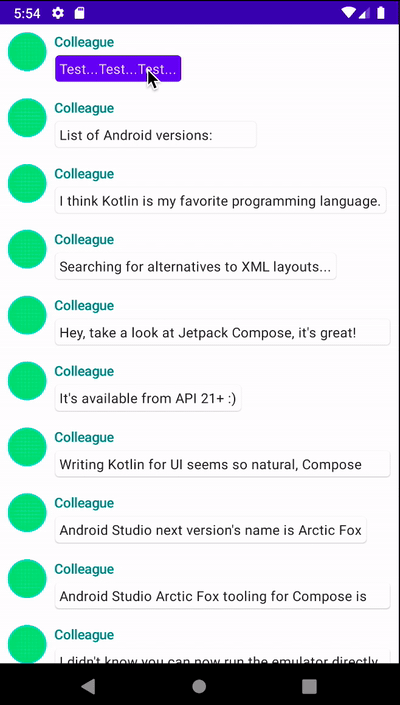 5:54
Colleague
Test...Test...Test...
Colleague
List of Android versions:
Colleague
I think Kotlin is my favorite programming language.
Colleague
Searching for alternatives to XML layouts...
Colleague
Hey, take a look at Jetpack Compose, it's great!
Colleague
It's available from API 21+ :)
Colleague
Writing Kotlin for UI seems so natural, Compose
Colleague
Android Studio next version's name is Arctic Fox
Colleague
Android Studio Arctic Fox tooling for Compose is
Colleague
I didn't know you can now run the emulator directly